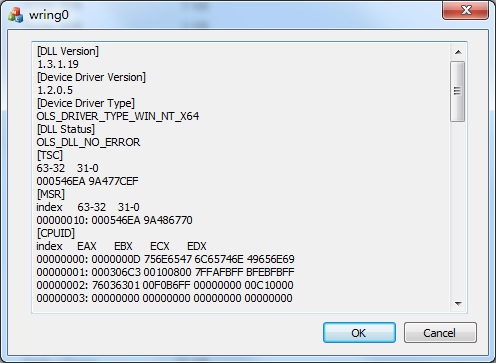 wring0
[DLL Version]
1.3.1.19
[Device Driver Version]
1.2.0.5
[Device Driver Type]
OLS_DRIVER_TYPE_WIN_NT_X64
[DLL Status]
OLS_DLL_NO_ERROR
[TSC]
63-32 31-0
000546EA 9A477CEF
[MSR]
index 63-32 31-0
00000010: 000546EA 9A486770
[CPUID]
index EAX EBX ECX EDX
00000000: 0000000D 756E6547 6C65746E 49656E69
00000001: 000306C3 00100800 7FFAFBFF BFEBFBFF
00000002: 76036301 00F0B6FF 00000000 00C10000
00000003: 00000000 00000000 00000000 00000000
OK Cancel